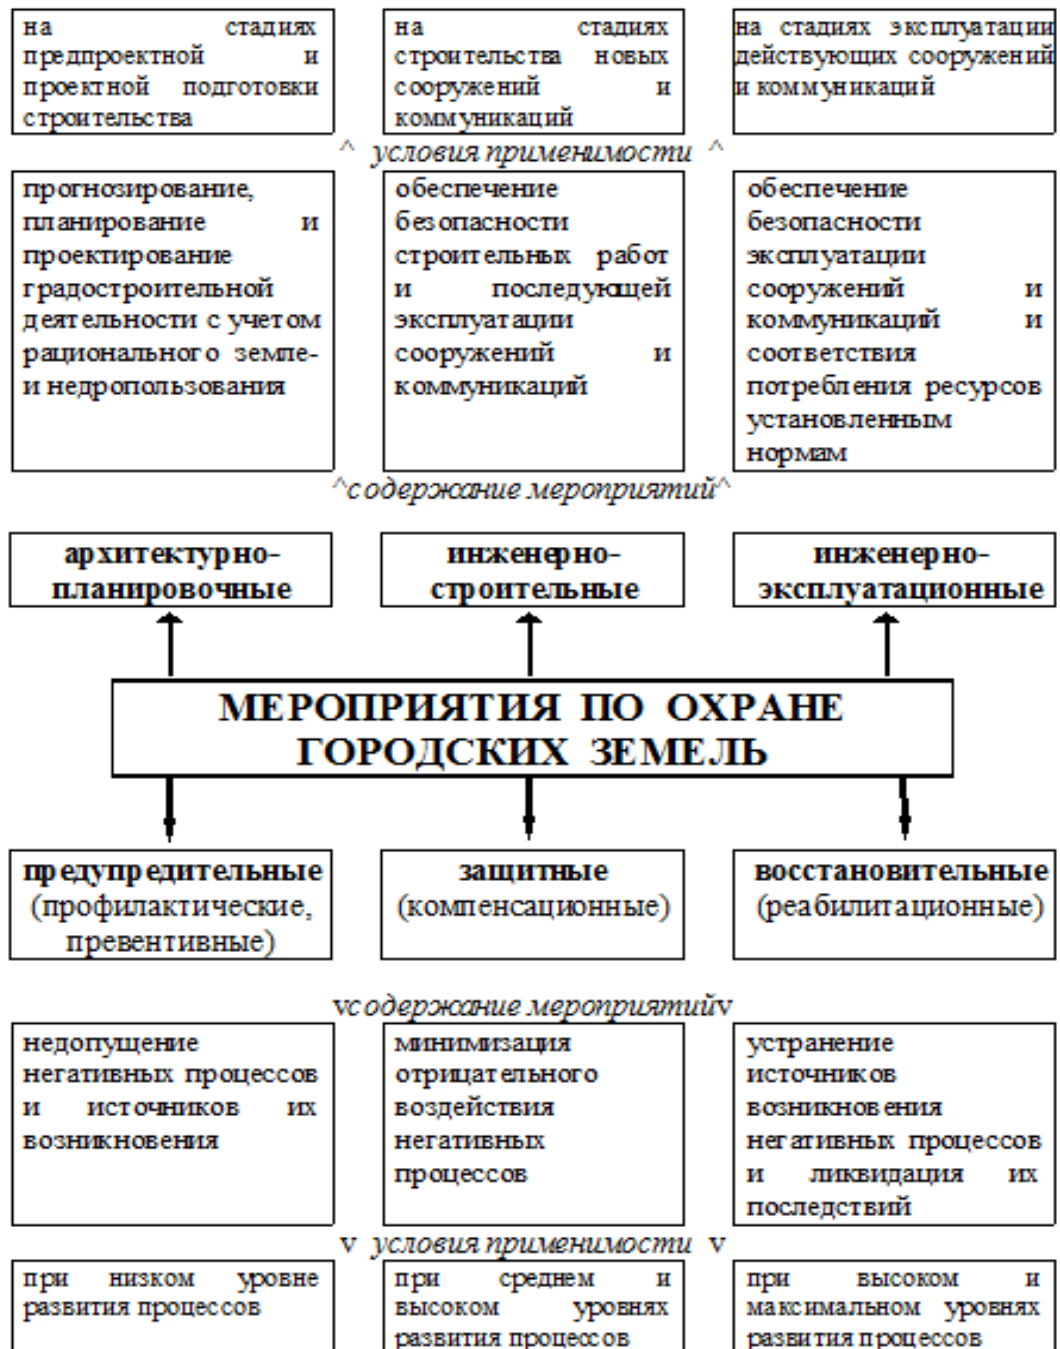 на стадиях
предпроектной и
проектной подготовки
строительства
на стадиях
строительства новых
сооружений и
коммуникаций
на стадиях эксплуатации
действующих сооружений
и коммуникаций
^ условия применимости ^
прогнозирование,
планирование и
проектирование
градостроительной
деятельности с учетом
рационального земле-
и недропользования
обеспечение
безопасности
строительных работ
и последующей
эксплуатации
сооружений и
коммуникаций
обеспечение
безопасности
эксплуатации
сооружений и
коммуникаций и
соответствия
потребления ресурсов
установленным
нормам
^содержание мероприятий^
архитектурно-
планировочные
инженерно-
строительные
инженерно-
эксплуатационные
МЕРОПРИЯТИЯ ПО ОХРАНЕ
ГОРОДСКИХ ЗЕМЕЛЬ
предупредительные
(профилактические,
превентивные)
защитные
(компенсационные)
восстановительные
(реабилитационные)
vсодержание мероприятийv
недопущение
негативных процессов
и источников их
возникновения
минимизация
отрицательного
воздействия
негативных
процессов
устранение
источников
возникновения
негативных процессов
и ликвидация их
последствий
v условия применимости v
при низком уровне
развития процессов
при среднем и
высоком уровнях
развития процессов
при высоком и
максимальном уровнях
развития процессов